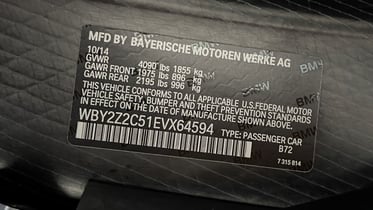 MFD BY BAYERISCHE MOTOREN WERKE AG
10/14
GVWR 4090 lbs 1855 kg
GAWR FRONT 1975 lbs 896 kg
GAWR REAR 2195 lbs 996 kg
THIS VEHICLE CONFORMS TO ALL APPLICABLE U.S.FEDERAL MOTOR
VEHICLE SAFETY, BUMPER AND THEFT PREVENTION STANDARDS
IN EFFECT ON THE DATE OF MANUFACTURE SHOWN ABOVE.
WBY2Z2C51EVX64594 TYPE: PASSENGER CAR
B72
7 315 814
BMW
BMW
BMW